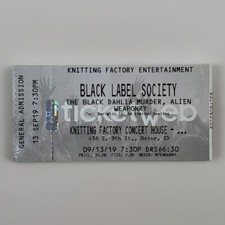 KNITTING FACTORY ENTERTAINMENT
BLACK LABEL SOCIETY
THE BLACK DAHLIA MURDER, ALIEN
WEAPONRY
KNITTING FACTORY CONCERT HOUSE - ...
416 S. 9th St., Boise, ID
09/13/19 7:30PM DRS@6:30
GENERAL ADMISSION
13 SEP19 7:30PM
ticketweb